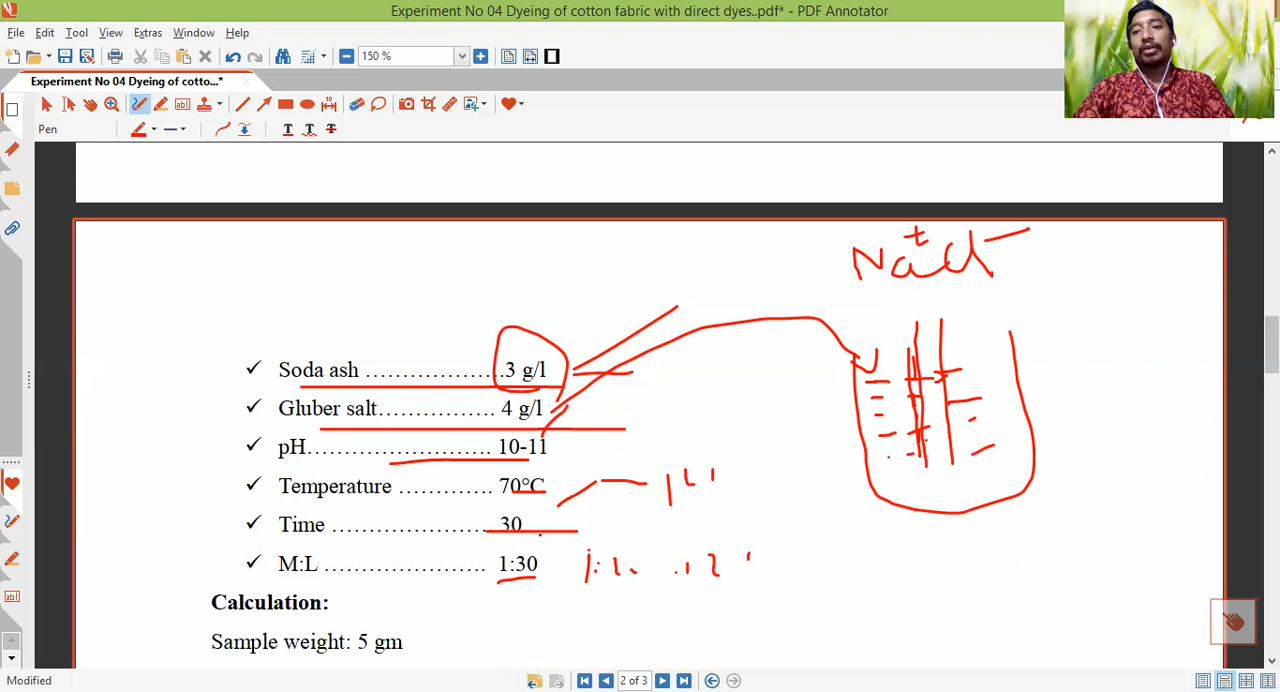 Experiment No 04 Dyeing of cotton fabric with direct dyes..pdf* - PDF Annotator
File Edit Tool View Extras Window Help
150 %
Experiment No 04 Dyeing of cotto...*
Pen
Na+ Cl-
✓ Soda ash ………………..3 g/l
✓ Gluber salt…………….. 4 g/l
✓ pH……………………….. 10-11
✓ Temperature …………… 70°C
✓ Time …………………….. 30
✓ M:L …………………… 1:30
Calculation:
Sample weight: 5 gm
Modified
2 of 3